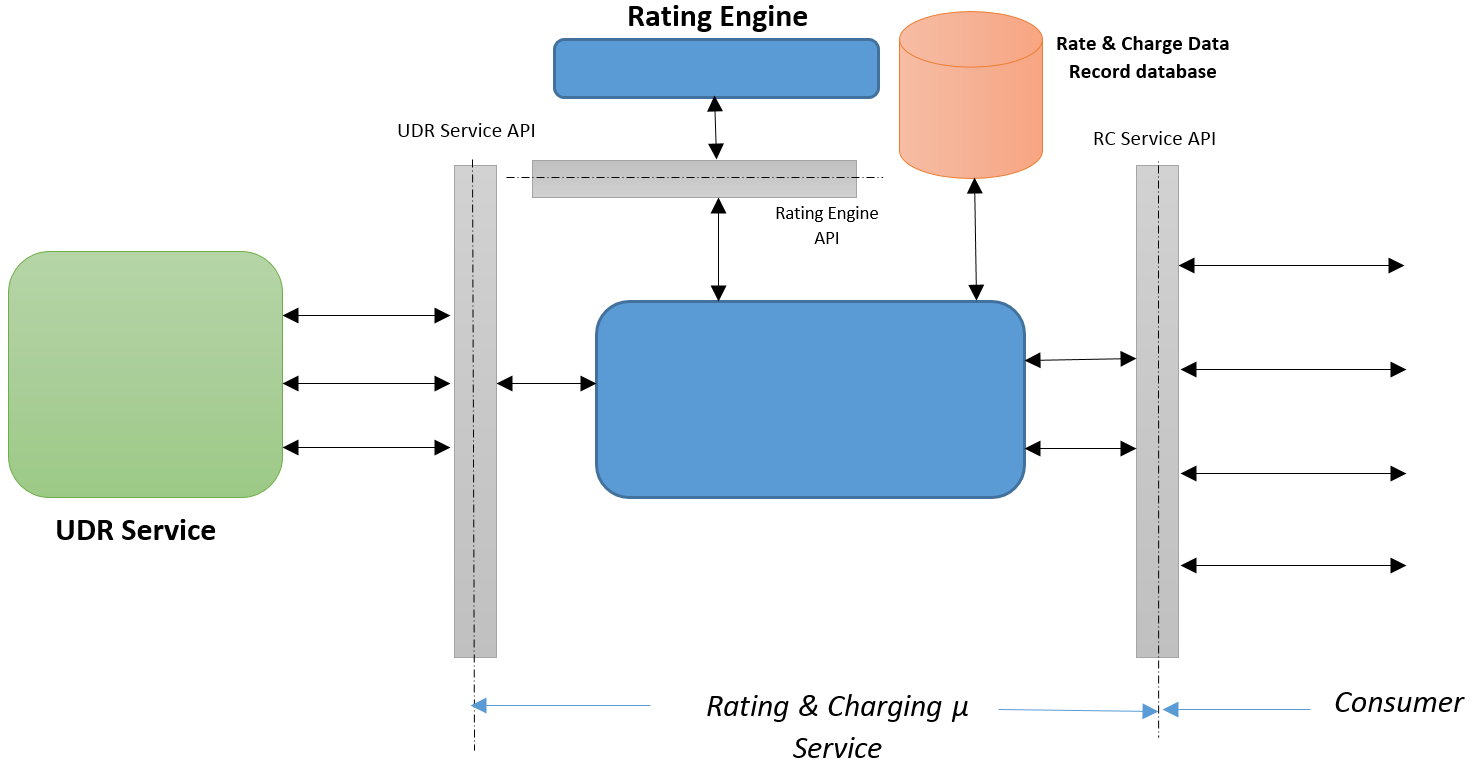 Rating Engine
Rate & Charge Data
Record database
UDR Service API
RC Service API
Rating Engine
API
UDR Service
Rating & Charging μ
Service
Consumer